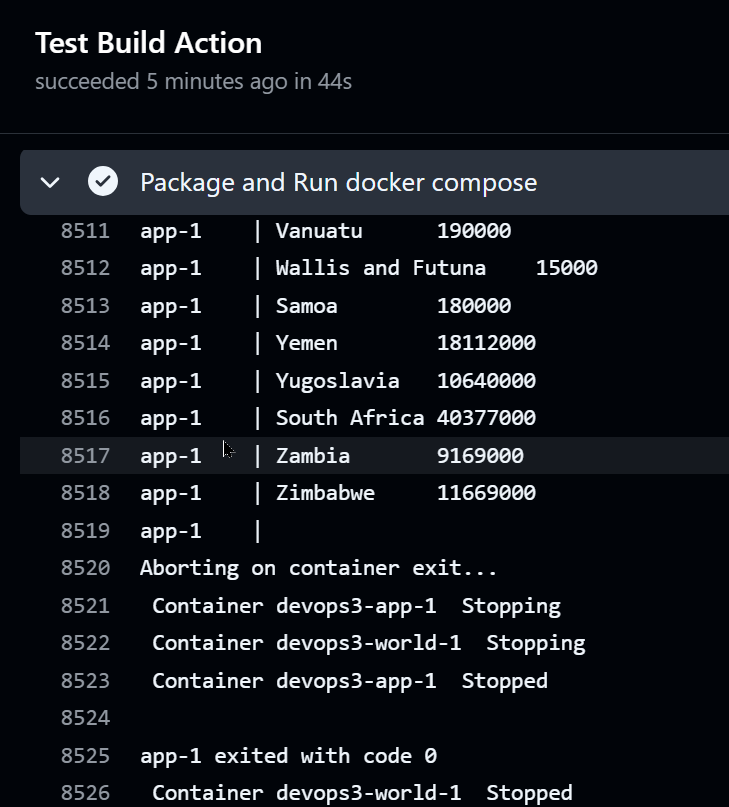 Test Build Action
succeeded 5 minutes ago in 44s
Package and Run docker compose
8511 app-1 | Vanuatu 190000
8512 app-1 | Wallis and Futuna 15000
8513 app-1 | Samoa 180000
8514 app-1 | Yemen 18112000
8515 app-1 | Yugoslavia 10640000
8516 app-1 | South Africa 40377000
8517 app-1 | Zambia 9169000
8518 app-1 | Zimbabwe 11669000
8519 app-1 |
8520 Aborting on container exit...
8521 Container devops3-app-1 Stopping
8522 Container devops3-world-1 Stopping
8523 Container devops3-app-1 Stopped
8524
8525 app-1 exited with code 0
8526 Container devops3-world-1 Stopped